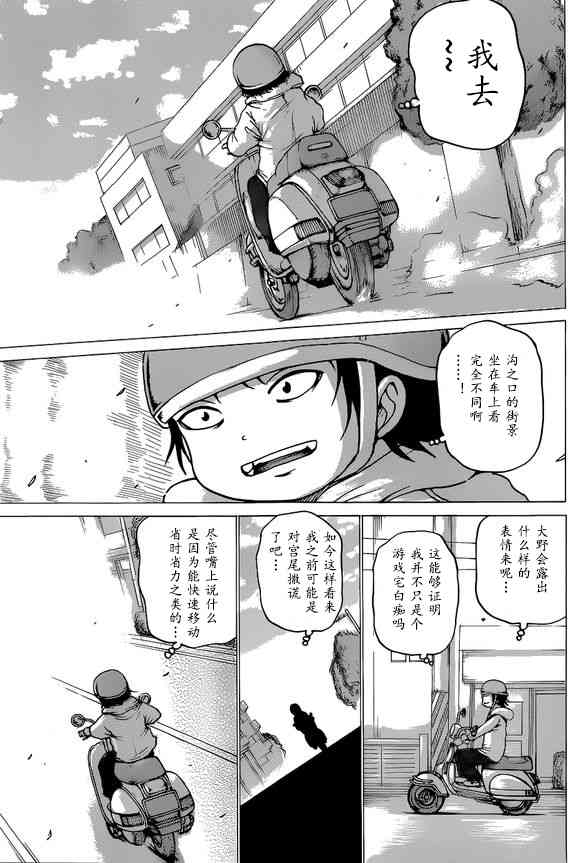 我去
~~
沟之口的街景
坐在车上看
完全不同啊
……!
大野会露出
什么样的
表情来呢…
这能够证明
我并不只是个
游戏宅白痴吗
如今这样看来
我之前可能是
对宫尾撒谎
了吧…
尽管嘴上说什么
是因为能快速移动
省时省力之类的…